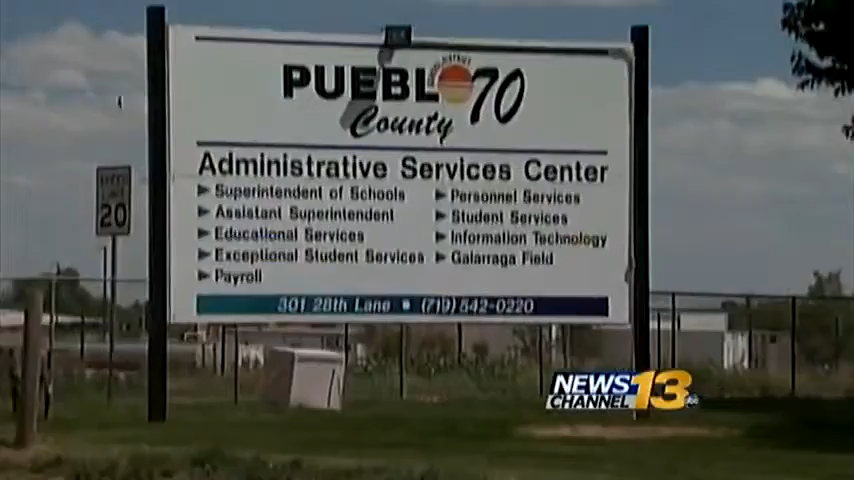 PUEBLO 70
County
Administrative Services Center
Superintendent of Schools
Assistant Superintendent
Educational Services
Exceptional Student Services
Payroll
Personnel Services
Student Services
Information Technology
Galarraga Field
301 28th Lane • (719) 542-0220
SPEED
LIMIT
20
NEWS 13
CHANNEL abc